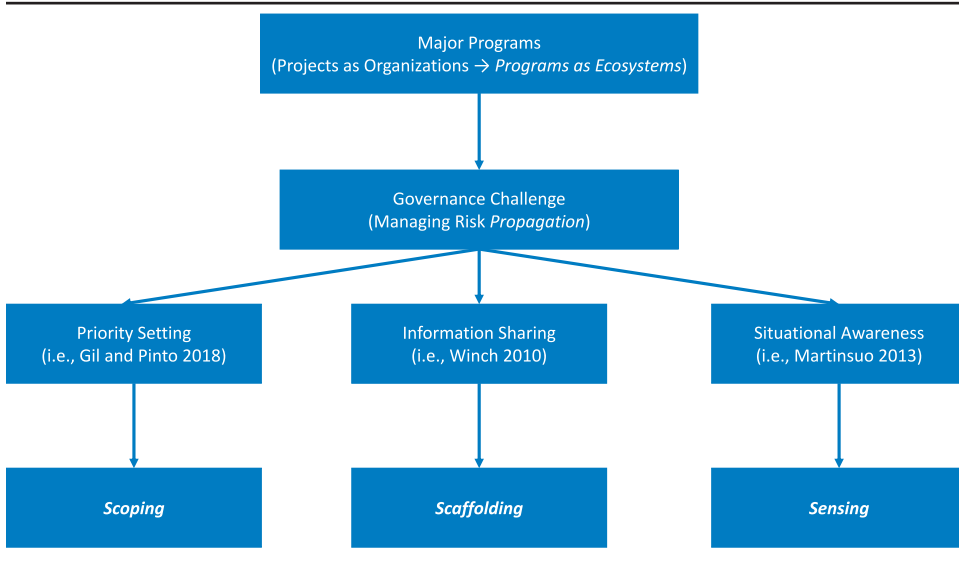 Major Programs
(Projects as Organizations → Programs as Ecosystems)
Governance Challenge
(Managing Risk Propagation)
Priority Setting
(i.e., Gil and Pinto 2018)
Information Sharing
(i.e., Winch 2010)
Situational Awareness
(i.e., Martinsuo 2013)
Scoping
Scaffolding
Sensing